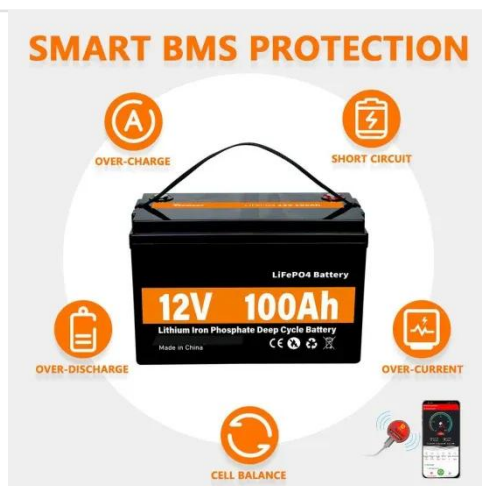 SMART BMS PROTECTION
OVER-CHARGE
SHORT CIRCUIT
LiFePO4 Battery
12V 100Ah
Lithium Iron Phosphate Deep Cycle Battery
Made in China
CE
OVER-DISCHARGE
OVER-CURRENT
CELL BALANCE